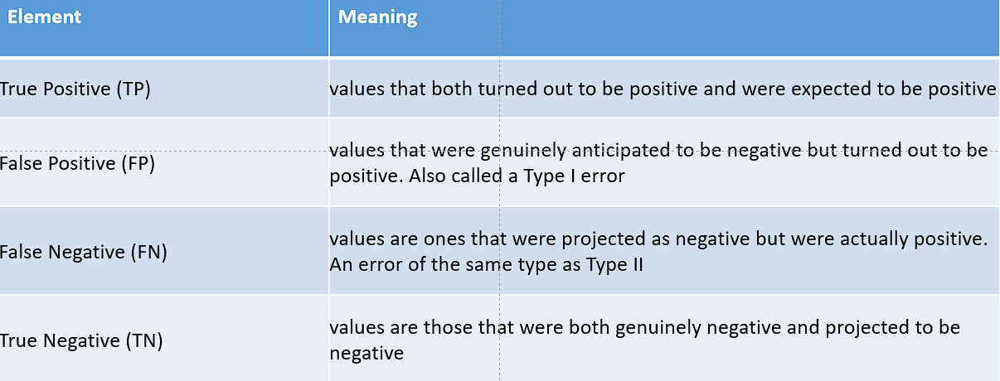 Element Meaning
True Positive (TP) values that both turned out to be positive and were expected to be positive
False Positive (FP) values that were genuinely anticipated to be negative but turned out to be
positive. Also called a Type I error
False Negative (FN) values are ones that were projected as negative but were actually positive.
An error of the same type as Type II
True Negative (TN) values are those that were both genuinely negative and projected to be
negative